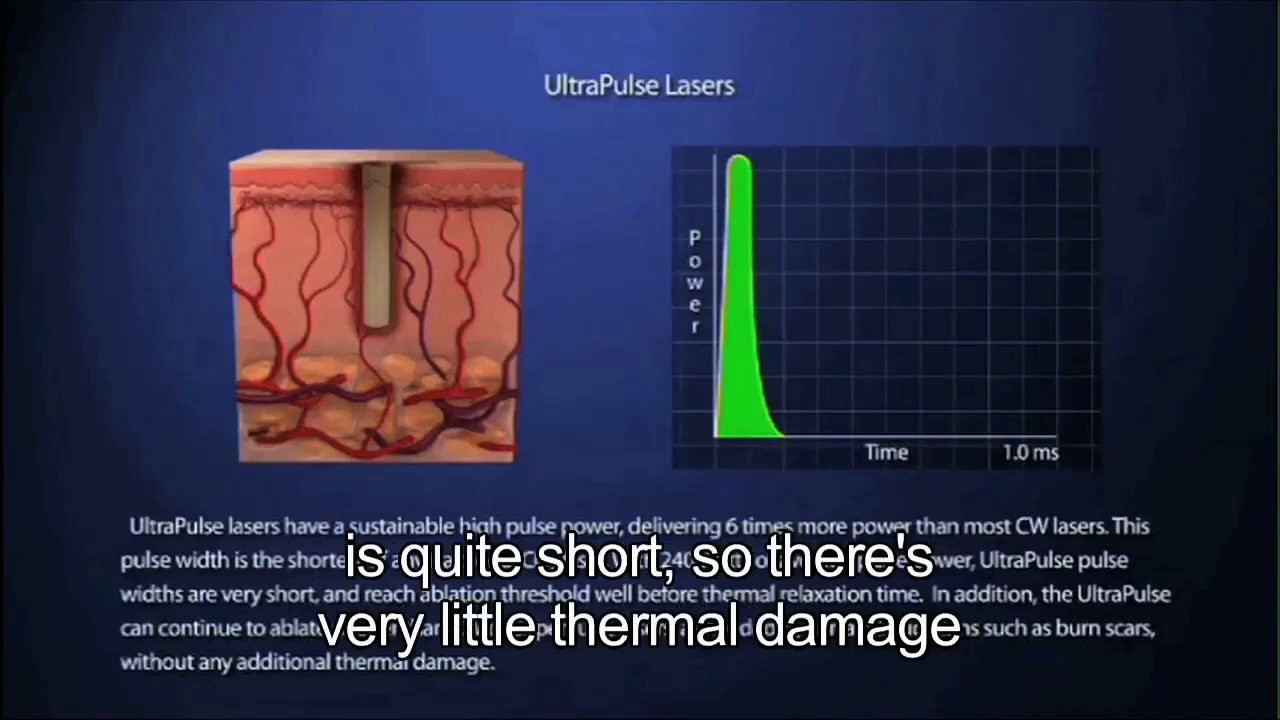 UltraPulse Lasers
Power
Time
1.0 ms
UltraPulse lasers have a sustainable high pulse power, delivering 6 times more power than most CW lasers. This
pulse width is the UltraPulse pulse
widths are very short, and reach ablation threshold well before thermal relaxation time. In addition, the UltraPulse
can continue to such as burn scars,
without any additional thermal damage.
is quite short, so there's
very little thermal damage